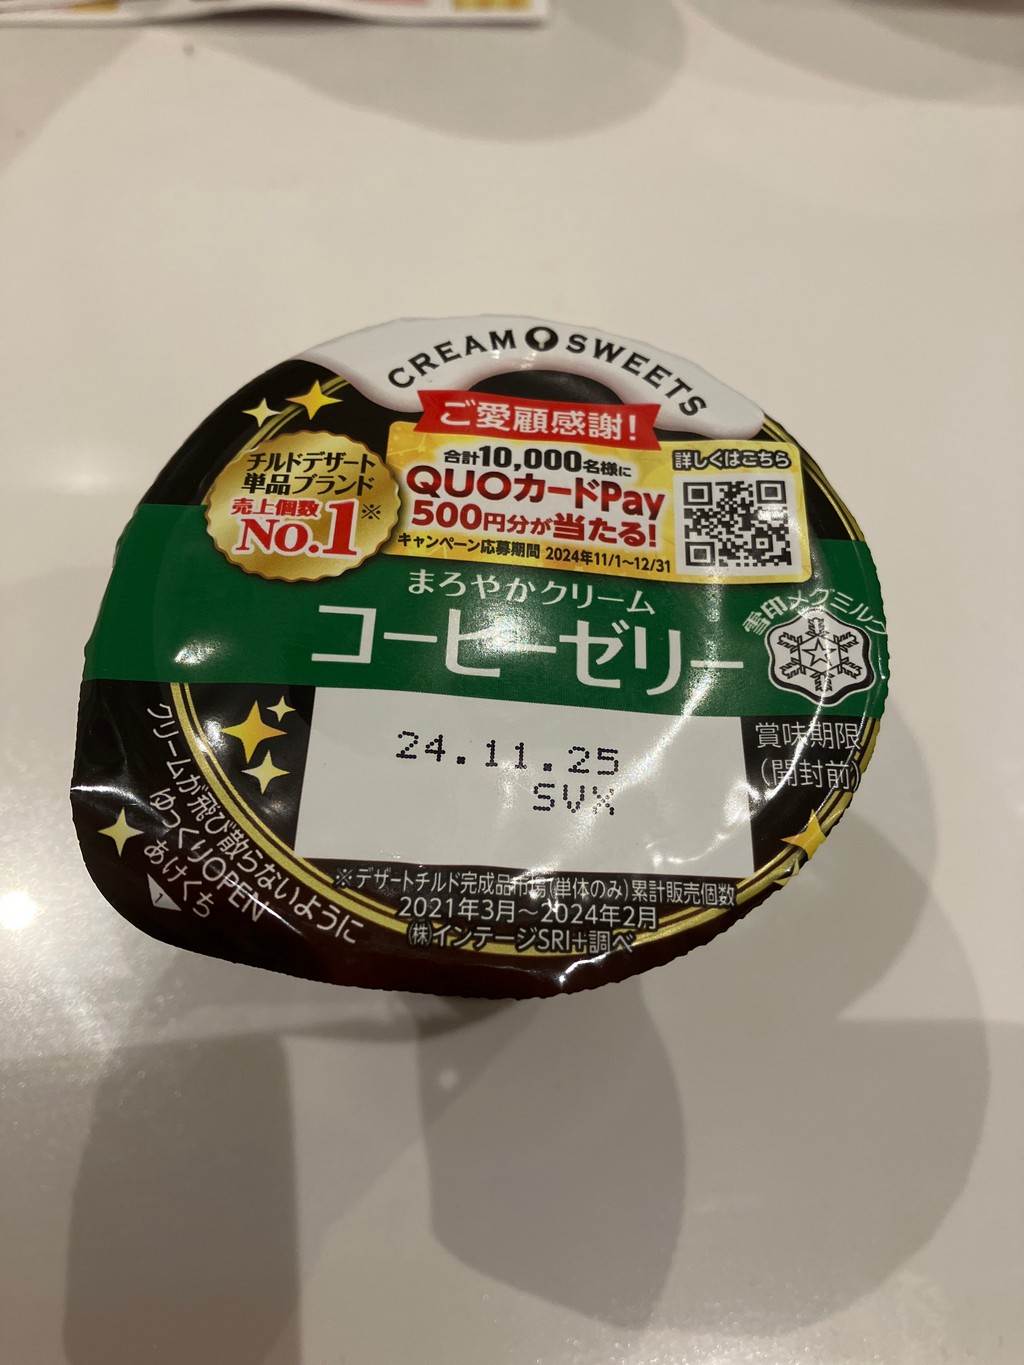 CREAM SWEETS
ご愛顧感謝!
チルドデザート
単品ブランド
売上個数
No.1※
合計10,000名様に
QUOカードPay
500円分が当たる!
キャンペーン応募期間 2024年11/1〜12/31
詳しくはこちら
まろやかクリーム
コーヒーゼリー
雪印メグミルク
24.11.25
SVX
賞味期限
(開封前)
クリームが飛び散らないように
ゆっくりOPEN
あけくち
※デザートチルド完成品市場(単体のみ)累計販売個数
2021年3月〜2024年2月
㈱インテージSRI+調べ